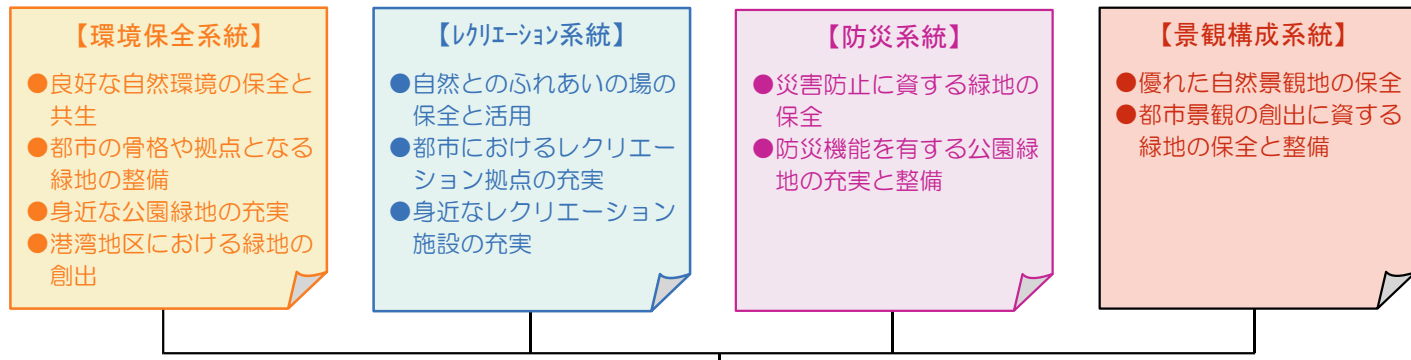 【環境保全系統】
●良好な自然環境の保全と
共生
●都市の骨格や拠点となる
緑地の整備
●身近な公園緑地の充実
●港湾地区における緑地の
創出
【ﾚｸﾘｴｰｼｮﾝ系統】
●自然とのふれあいの場の
保全と活用
●都市におけるレクリエー
ション拠点の充実
●身近なレクリエーション
施設の充実
【防災系統】
●災害防止に資する緑地の
保全
●防災機能を有する公園緑
地の充実と整備
【景観構成系統】
●優れた自然景観地の保全
●都市景観の創出に資する
緑地の保全と整備